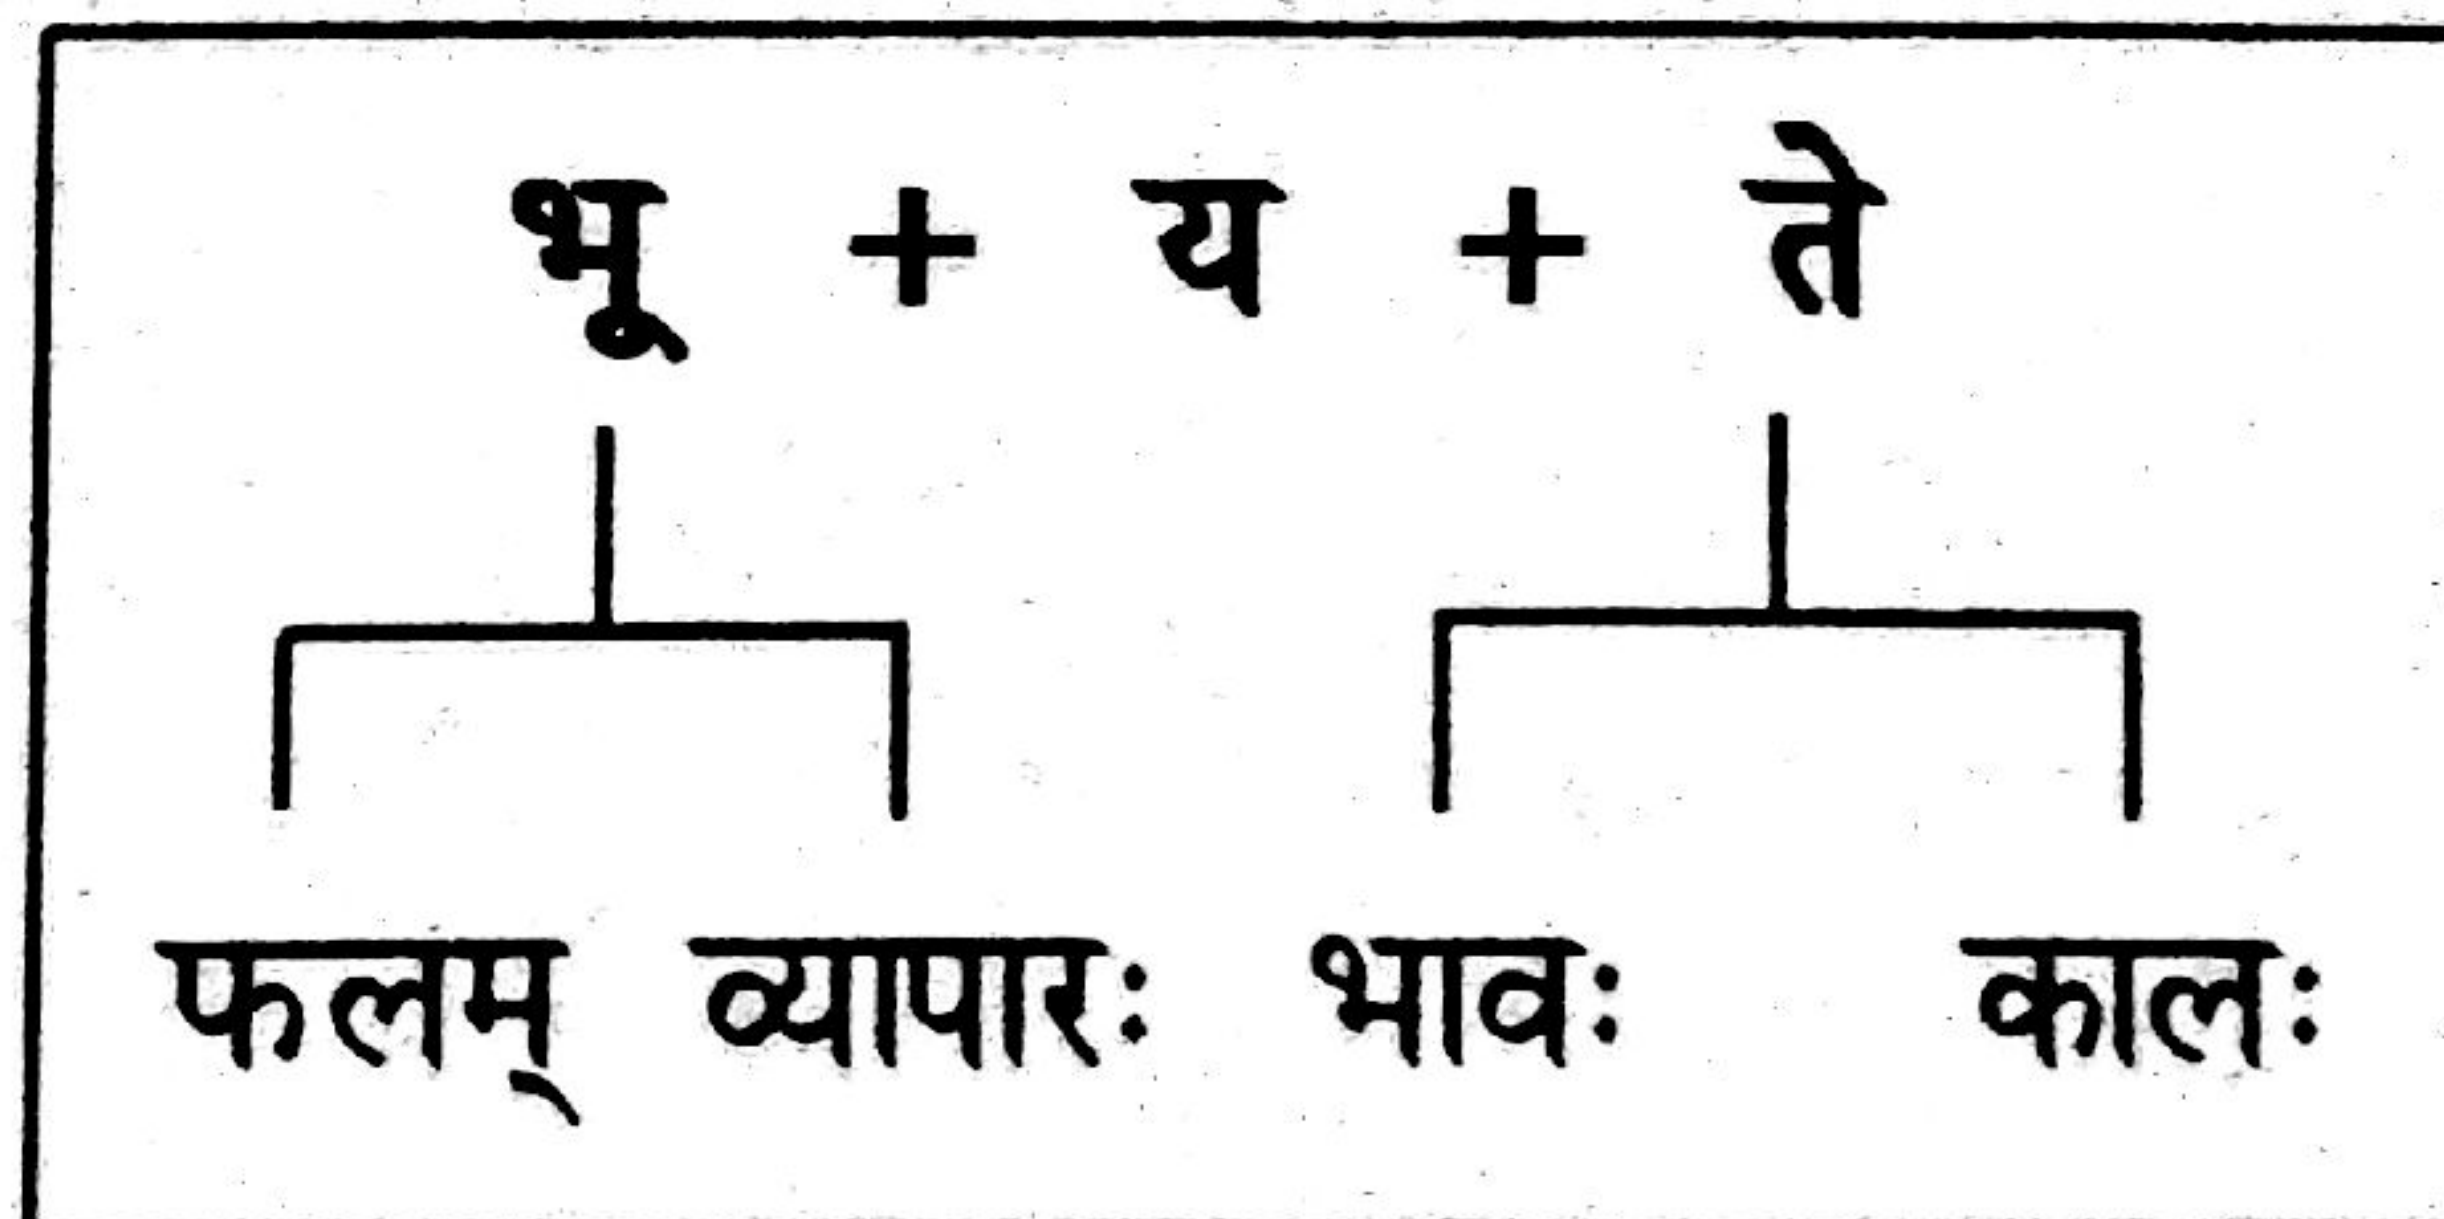 भू + य + ते
फलम् व्यापारः भावः कालः